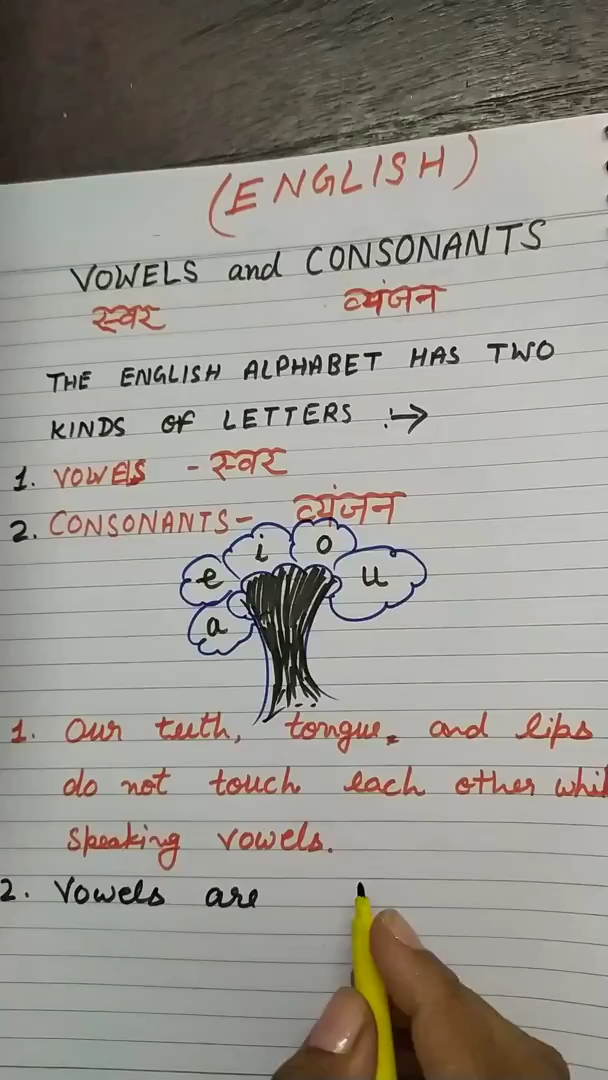 (ENGLISH)
VOWELS and CONSONANTS
स्वर व्यंजन
THE ENGLISH ALPHABET HAS TWO
KINDS OF LETTERS :→
1. VOWELS - स्वर
2. CONSONANTS- व्यंजन
a e i o u
1. Our teeth, tongue, and lips
do not touch each other whil
speaking vowels.
2. Vowels are